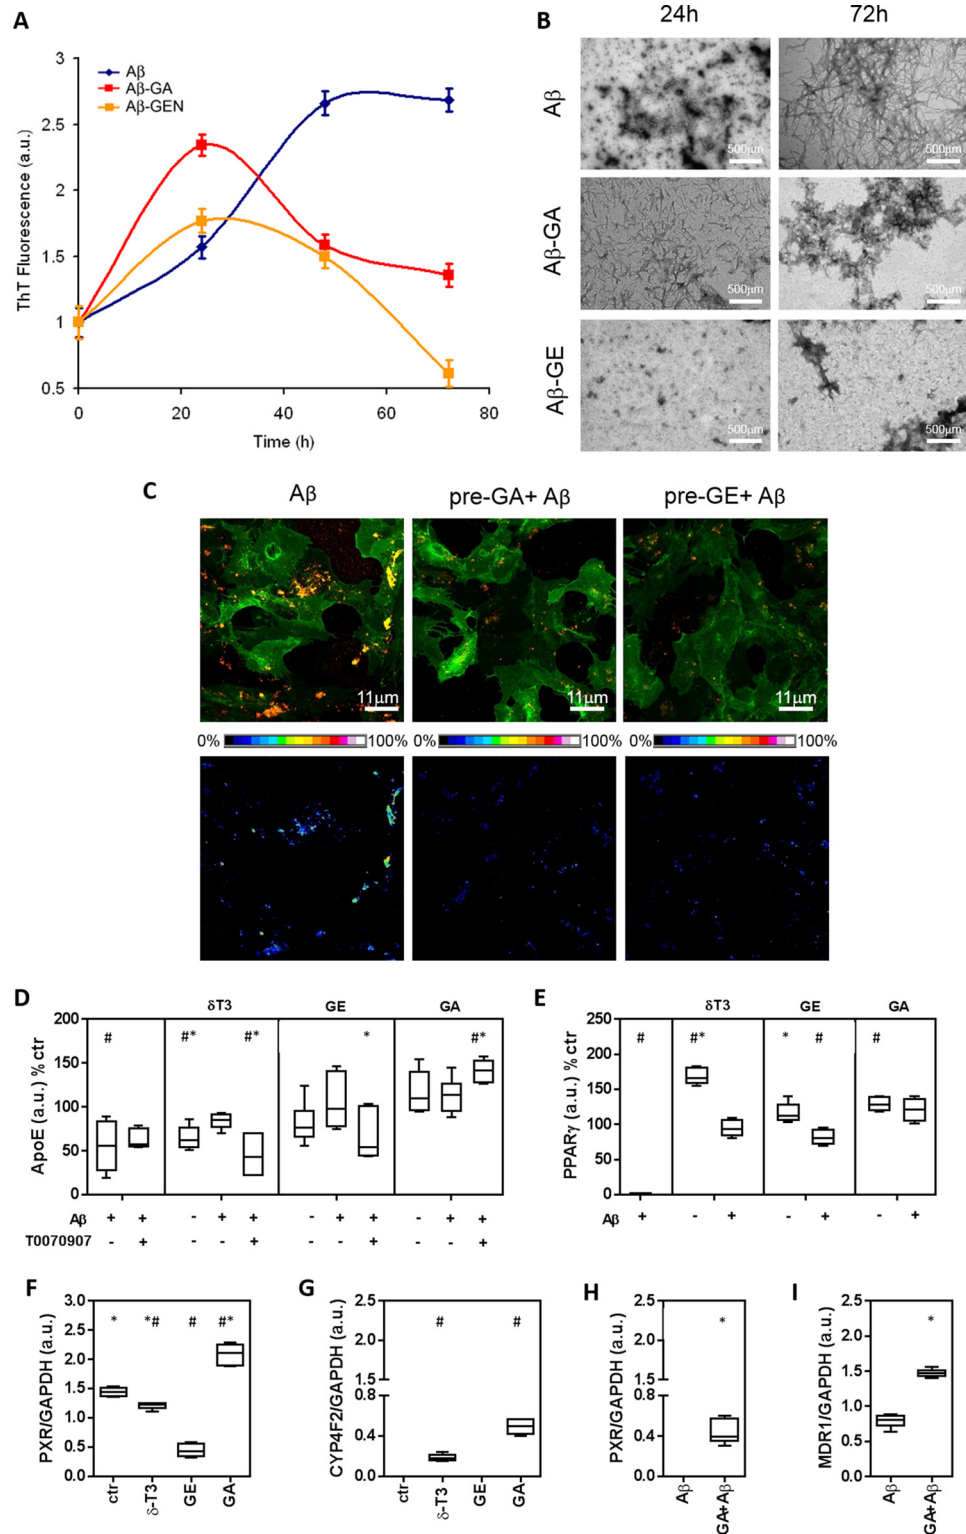 A
ThT Fluorescence (a.u.)
3
2.5
2
1.5
1
0.5
Aβ
Aβ-GA
Aβ-GEN
0 20 40 60 80
Time (h)
B
24h 72h
Aβ
500μm 500μm
Aβ-GA
500μm 500μm
Aβ-GE
500μm 500μm
C
Aβ pre-GA+ Aβ pre-GE+ Aβ
11μm 11μm 11μm
0% 100% 0% 100% 0% 100%
D
δT3 GE GA
ApoE (a.u.) % ctr
200
150
100
50
0
# #* #* * #*
Aβ + + - + + - + + - + +
T0070907 - + - - + - - + - - +
E
δT3 GE GA
PPARγ (a.u.) % ctr
250
200
150
100
50
0
# #* * # #
Aβ + - + - + - +
F
PXR/GAPDH (a.u.)
3.0
2.5
2.0
1.5
1.0
0.5
0.0
* *# # #*
ctr δ-T3 GE GA
G
CYP4F2/GAPDH (a.u.)
2.5
2.0
1.5
0.8
0.4
0.0
# #
ctr δ-T3 GE GA
H
PXR/GAPDH (a.u.)
2.5
2.0
1.5
0.8
0.4
0.0
*
Aβ GA+Aβ
I
MDR1/GAPDH (a.u.)
2.5
2.0
1.5
1.0
0.5
0.0
*
Aβ GA+Aβ